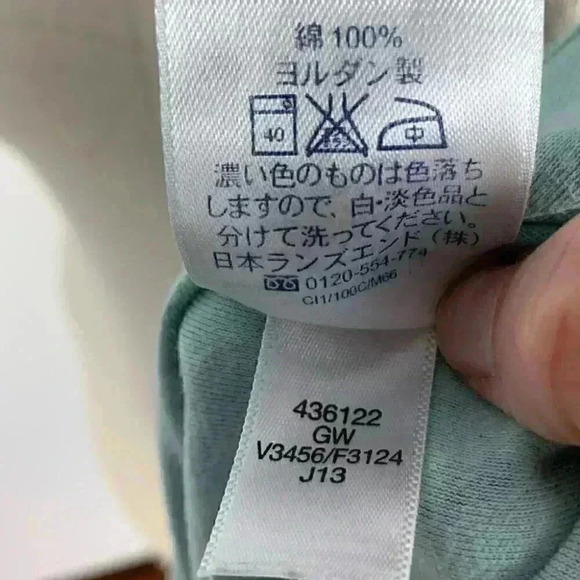 綿 100%
ヨルダン製
40 中
濃い色のものは色落ち
しますので、白・淡色品と
分けて洗ってください。
日本ランズエンド(株)
0120-554-774
CI1/100C/M66
436122
GW
V3456/F3124
J13